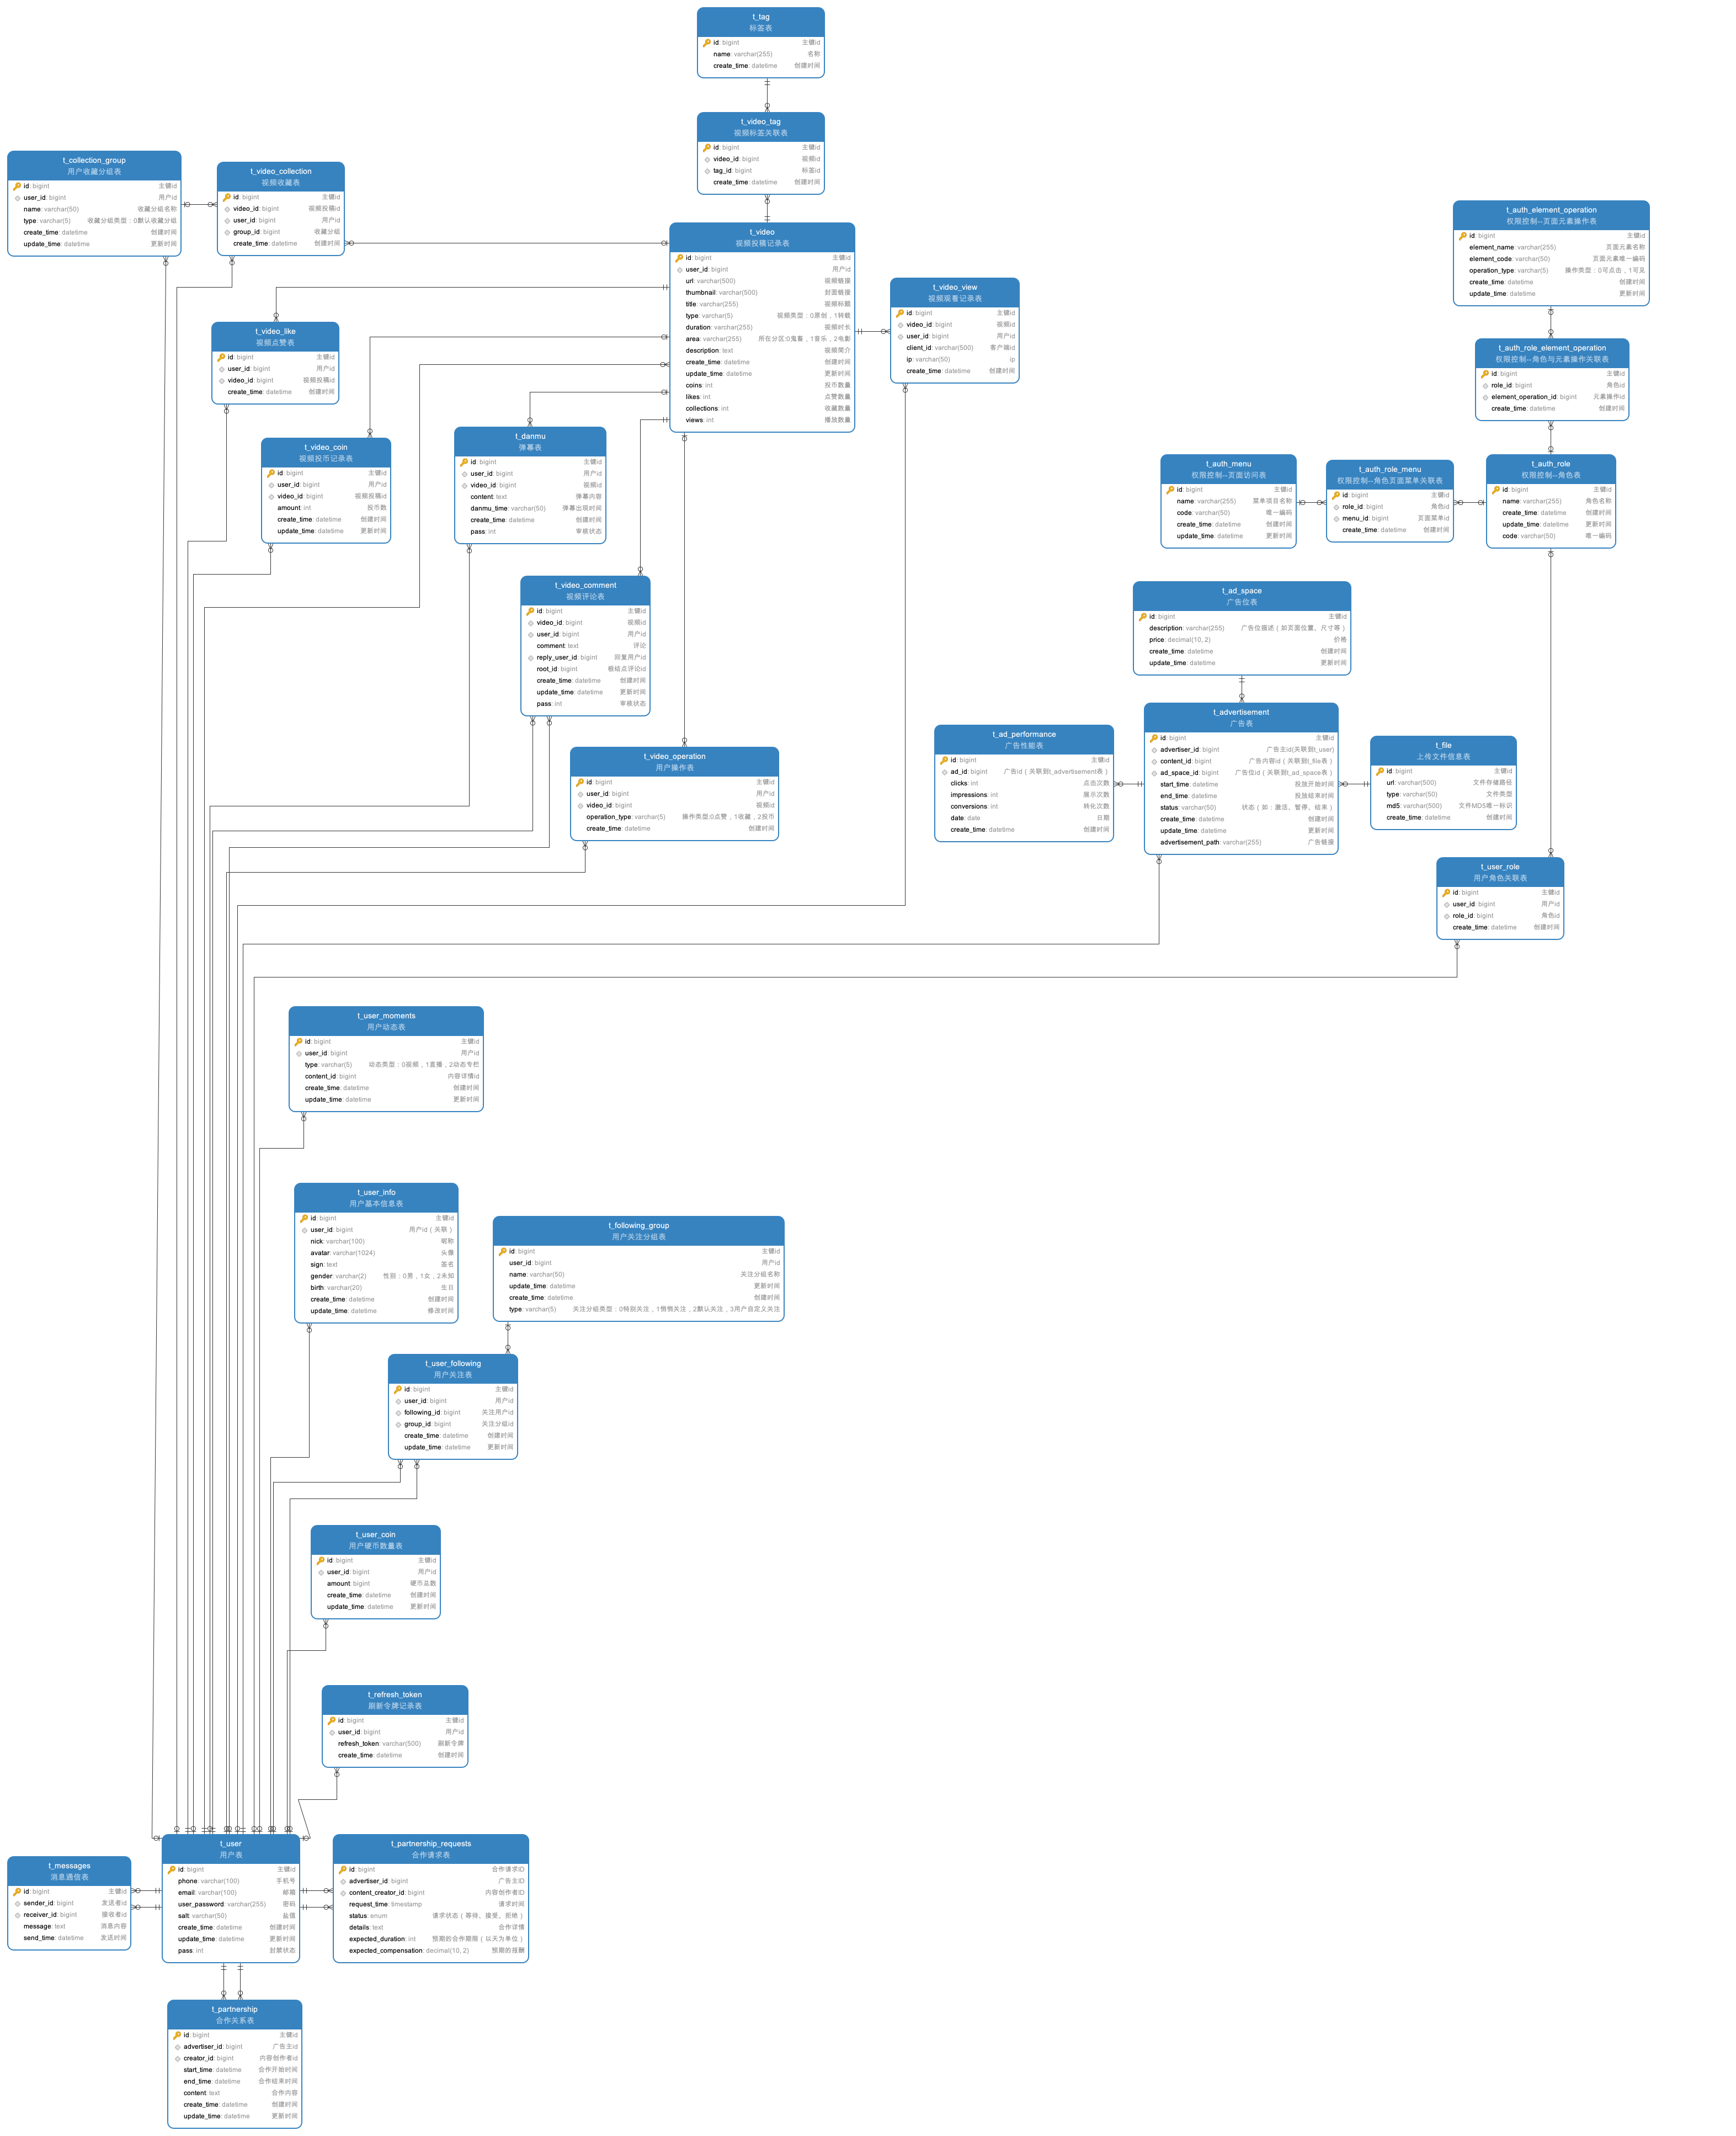 t_tag
标签表
id: bigint 主键id
name: varchar(255) 名称
create_time: datetime 创建时间
t_video_tag
视频标签关联表
id: bigint 主键id
video_id: bigint 视频id
tag_id: bigint 标签id
create_time: datetime 创建时间
t_collection_group
用户收藏分组表
id: bigint 主键id
user_id: bigint 用户id
name: varchar(50) 收藏分组名称
type: varchar(5) 收藏分组类型：0默认收藏分组
create_time: datetime 创建时间
update_time: datetime 更新时间
t_video_collection
视频收藏表
id: bigint 主键id
video_id: bigint 视频投稿id
user_id: bigint 用户id
group_id: bigint 收藏分组
create_time: datetime 创建时间
t_video
视频投稿记录表
id: bigint 主键id
user_id: bigint 用户id
url: varchar(500) 视频链接
thumbnail: varchar(500) 封面链接
title: varchar(255) 视频标题
type: varchar(5) 视频类型：0原创，1转载
duration: varchar(255) 视频时长
area: varchar(255) 所在分区:0鬼畜，1音乐，2电影
description: text 视频简介
create_time: datetime 创建时间
update_time: datetime 更新时间
coins: int 投币数量
likes: int 点赞数量
collections: int 收藏数量
views: int 播放数量
t_auth_element_operation
权限控制--页面元素操作表
id: bigint 主键id
element_name: varchar(255) 页面元素名称
element_code: varchar(50) 页面元素唯一编码
operation_type: varchar(5) 操作类型：0可点击，1可见
create_time: datetime 创建时间
update_time: datetime 更新时间
t_video_view
视频观看记录表
id: bigint 主键id
video_id: bigint 视频id
user_id: bigint 用户id
client_id: varchar(500) 客户端id
ip: varchar(50) ip
create_time: datetime 创建时间
t_video_like
视频点赞表
id: bigint 主键id
user_id: bigint 用户id
video_id: bigint 视频投稿id
create_time: datetime 创建时间
t_auth_role_element_operation
权限控制--角色与元素操作关联表
id: bigint 主键id
role_id: bigint 角色id
element_operation_id: bigint 元素操作id
create_time: datetime 创建时间
t_video_coin
视频投币记录表
id: bigint 主键id
user_id: bigint 用户id
video_id: bigint 视频投稿id
amount: int 投币数
create_time: datetime 创建时间
update_time: datetime 更新时间
t_danmu
弹幕表
id: bigint 主键id
user_id: bigint 用户id
video_id: bigint 视频id
content: text 弹幕内容
danmu_time: varchar(50) 弹幕出现时间
create_time: datetime 创建时间
pass: int 审核状态
t_auth_menu
权限控制--页面访问表
id: bigint 主键id
name: varchar(255) 菜单项目名称
code: varchar(50) 唯一编码
create_time: datetime 创建时间
update_time: datetime 更新时间
t_auth_role_menu
权限控制--角色页面菜单关联表
id: bigint 主键id
role_id: bigint 角色id
menu_id: bigint 页面菜单id
create_time: datetime 创建时间
t_auth_role
权限控制--角色表
id: bigint 主键id
name: varchar(255) 角色名称
create_time: datetime 创建时间
update_time: datetime 更新时间
code: varchar(50) 唯一编码
t_video_comment
视频评论表
id: bigint 主键id
video_id: bigint 视频id
user_id: bigint 用户id
comment: text 评论
reply_user_id: bigint 回复用户id
root_id: bigint 根结点评论id
create_time: datetime 创建时间
update_time: datetime 更新时间
pass: int 审核状态
t_ad_space
广告位表
id: bigint 主键id
description: varchar(255) 广告位描述（如页面位置、尺寸等）
price: decimal(10, 2) 价格
create_time: datetime 创建时间
update_time: datetime 更新时间
t_video_operation
用户操作表
id: bigint 主键id
user_id: bigint 用户id
video_id: bigint 视频id
operation_type: varchar(5) 操作类型:0点赞，1收藏，2投币
create_time: datetime 创建时间
t_ad_performance
广告性能表
id: bigint 主键id
ad_id: bigint 广告id（关联到t_advertisement表）
clicks: int 点击次数
impressions: int 展示次数
conversions: int 转化次数
date: date 日期
create_time: datetime 创建时间
t_advertisement
广告表
id: bigint 主键id
advertiser_id: bigint 广告主id(关联到t_user)
content_id: bigint 广告内容id（关联到t_file表）
ad_space_id: bigint 广告位id（关联到t_ad_space表）
start_time: datetime 投放开始时间
end_time: datetime 投放结束时间
status: varchar(50) 状态（如：激活、暂停、结束）
create_time: datetime 创建时间
update_time: datetime 更新时间
advertisement_path: varchar(255) 广告链接
t_file
上传文件信息表
id: bigint 主键id
url: varchar(500) 文件存储路径
type: varchar(50) 文件类型
md5: varchar(500) 文件MD5唯一标识
create_time: datetime 创建时间
t_user_role
用户角色关联表
id: bigint 主键id
user_id: bigint 用户id
role_id: bigint 角色id
create_time: datetime 创建时间
t_user_moments
用户动态表
id: bigint 主键id
user_id: bigint 用户id
type: varchar(5) 动态类型：0视频，1直播，2动态专栏
content_id: bigint 内容详情id
create_time: datetime 创建时间
update_time: datetime 更新时间
t_user_info
用户基本信息表
id: bigint 主键id
user_id: bigint 用户id（关联）
nick: varchar(100) 昵称
avatar: varchar(1024) 头像
sign: text 签名
gender: varchar(2) 性别：0男，1女，2未知
birth: varchar(20) 生日
create_time: datetime 创建时间
update_time: datetime 修改时间
t_following_group
用户关注分组表
id: bigint 主键id
user_id: bigint 用户id
name: varchar(50) 关注分组名称
update_time: datetime 更新时间
create_time: datetime 创建时间
type: varchar(5) 关注分组类型：0特别关注，1悄悄关注，2默认关注，3用户自定义关注
t_user_following
用户关注表
id: bigint 主键id
user_id: bigint 用户id
following_id: bigint 关注用户id
group_id: bigint 关注分组id
create_time: datetime 创建时间
update_time: datetime 更新时间
t_user_coin
用户硬币数量表
id: bigint 主键id
user_id: bigint 用户id
amount: bigint 硬币总数
create_time: datetime 创建时间
update_time: datetime 更新时间
t_refresh_token
刷新令牌记录表
id: bigint 主键id
user_id: bigint 用户id
refresh_token: varchar(500) 刷新令牌
create_time: datetime 创建时间
t_messages
消息通信表
id: bigint 主键id
sender_id: bigint 发送者id
receiver_id: bigint 接收者id
message: text 消息内容
send_time: datetime 发送时间
t_user
用户表
id: bigint 主键id
phone: varchar(100) 手机号
email: varchar(100) 邮箱
user_password: varchar(255) 密码
salt: varchar(50) 盐值
create_time: datetime 创建时间
update_time: datetime 更新时间
pass: int 封禁状态
t_partnership_requests
合作请求表
id: bigint 合作请求ID
advertiser_id: bigint 广告主ID
content_creator_id: bigint 内容创作者ID
request_time: timestamp 请求时间
status: enum 请求状态（等待、接受、拒绝）
details: text 合作详情
expected_duration: int 预期的合作期限（以天为单位）
expected_compensation: decimal(10, 2) 预期的报酬
t_partnership
合作关系表
id: bigint 主键id
advertiser_id: bigint 广告主id
creator_id: bigint 内容创作者id
start_time: datetime 合作开始时间
end_time: datetime 合作结束时间
content: text 合作内容
create_time: datetime 创建时间
update_time: datetime 更新时间